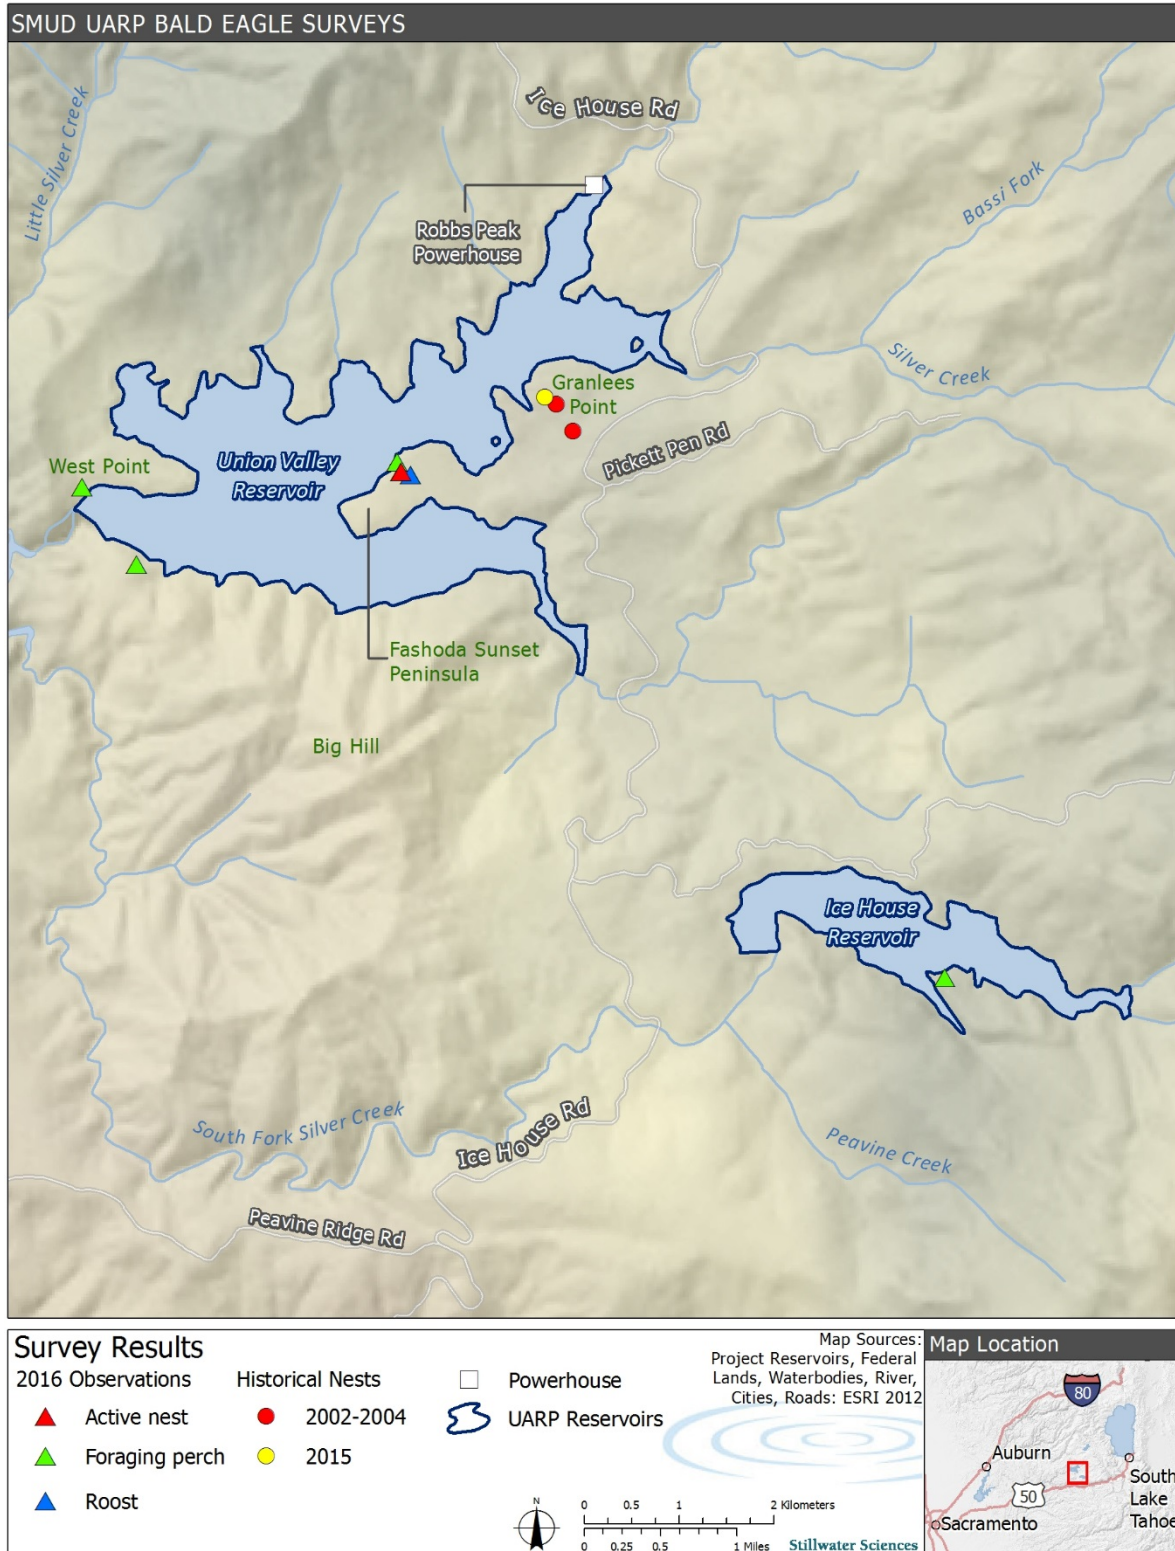 SMUD UARP BALD EAGLE SURVEYS
Ice House Rd
Little Silver Creek
Bassi Fork
Robbs Peak
Powerhouse
Silver Creek
Granlees
Point
Pickett Pen Rd
West Point
Union Valley
Reservoir
Fashoda Sunset
Peninsula
Big Hill
Ice House
Reservoir
South Fork Silver Creek
Ice House Rd
Peavine Creek
Peavine Ridge Rd
Survey Results
2016 Observations
Active nest
Foraging perch
Roost
Historical Nests
2002-2004
2015
Powerhouse
UARP Reservoirs
Map Sources:
Project Reservoirs, Federal
Lands, Waterbodies, River,
Cities, Roads: ESRI 2012
N
0 0.5 1 2 Kilometers
0 0.25 0.5 1 Miles
Stillwater Sciences
Map Location
80
Auburn
50
Sacramento
South
Lake
Tahoe